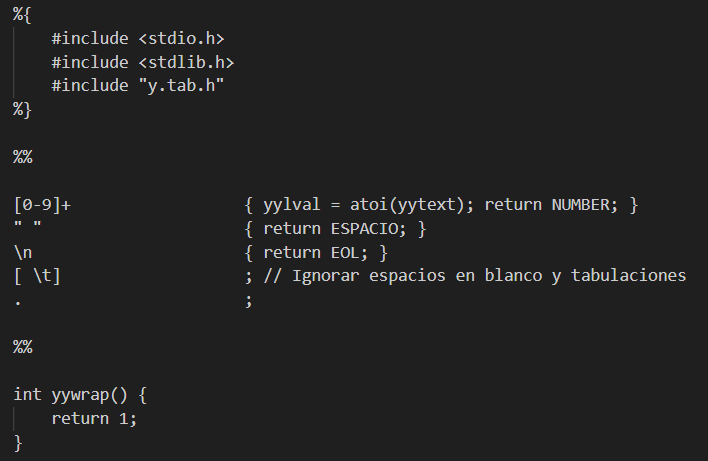 %{
    #include <stdio.h>
    #include <stdlib.h>
    #include "y.tab.h"
%}

%%

[0-9]+                  { yylval = atoi(yytext); return NUMBER; }
" "                     { return ESPACIO; }
\n                      { return EOL; }
[ \t]                   ; // Ignorar espacios en blanco y tabulaciones
.                       ;

%%

int yywrap() {
    return 1;
}